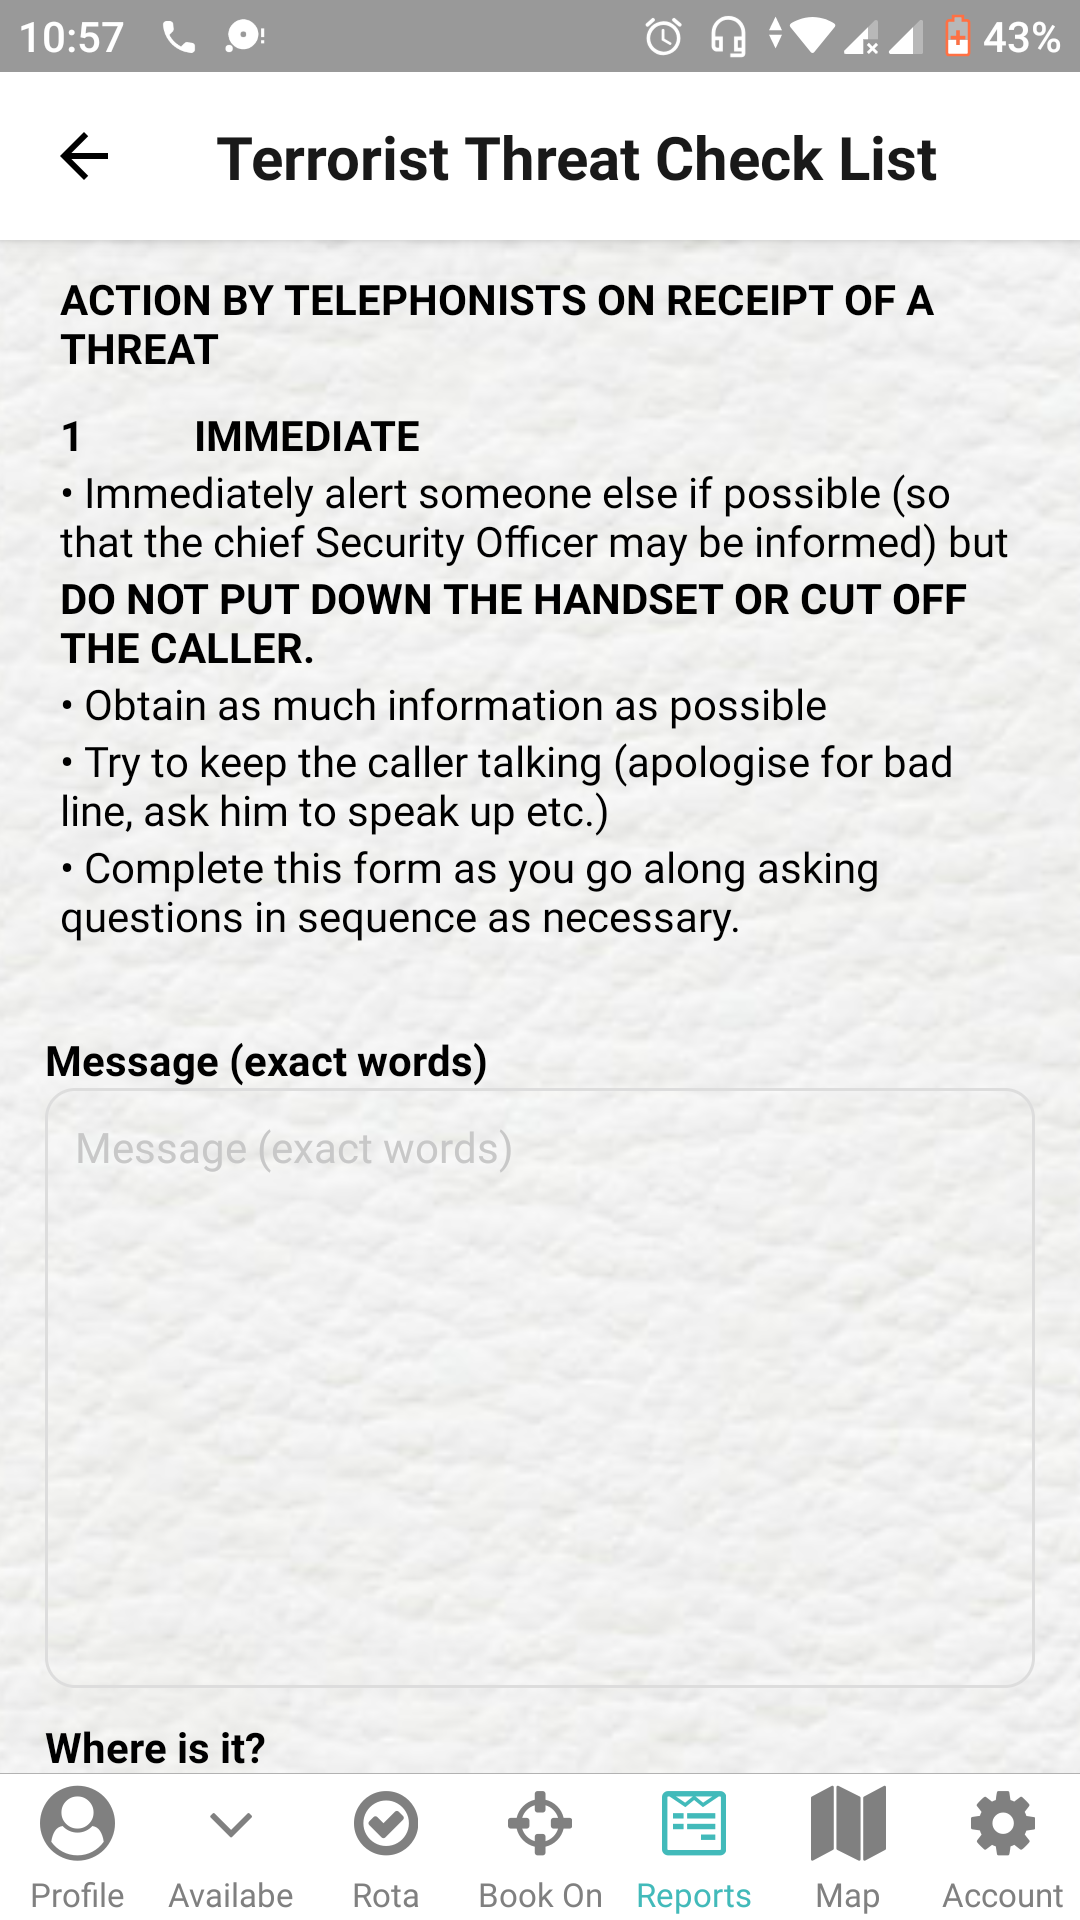 10:57
43%
Terrorist Threat Check List
ACTION BY TELEPHONISTS ON RECEIPT OF A
THREAT
1 IMMEDIATE
• Immediately alert someone else if possible (so
that the chief Security Officer may be informed) but
DO NOT PUT DOWN THE HANDSET OR CUT OFF
THE CALLER.
• Obtain as much information as possible
• Try to keep the caller talking (apologise for bad
line, ask him to speak up etc.)
• Complete this form as you go along asking
questions in sequence as necessary.
Message (exact words)
Message (exact words)
Where is it?
Profile Availabe Rota Book On Reports Map Account